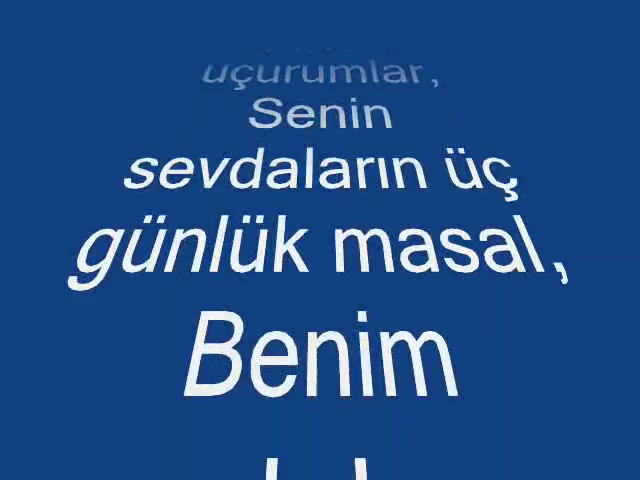 uçurumlar,
Senin
sevdaların üç
günlük masal,
Benim